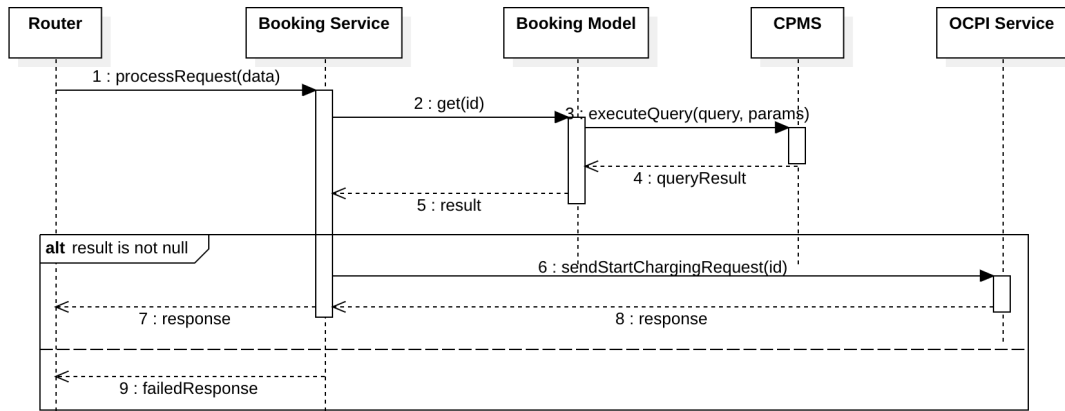 Router
Booking Service
Booking Model
CPMS
OCPI Service
1 : processRequest(data)
2 : get(id)
3 : executeQuery(query, params)
4 : queryResult
5 : result
alt result is not null
6 : sendStartChargingRequest(id)
7 : response
8 : response
9 : failedResponse